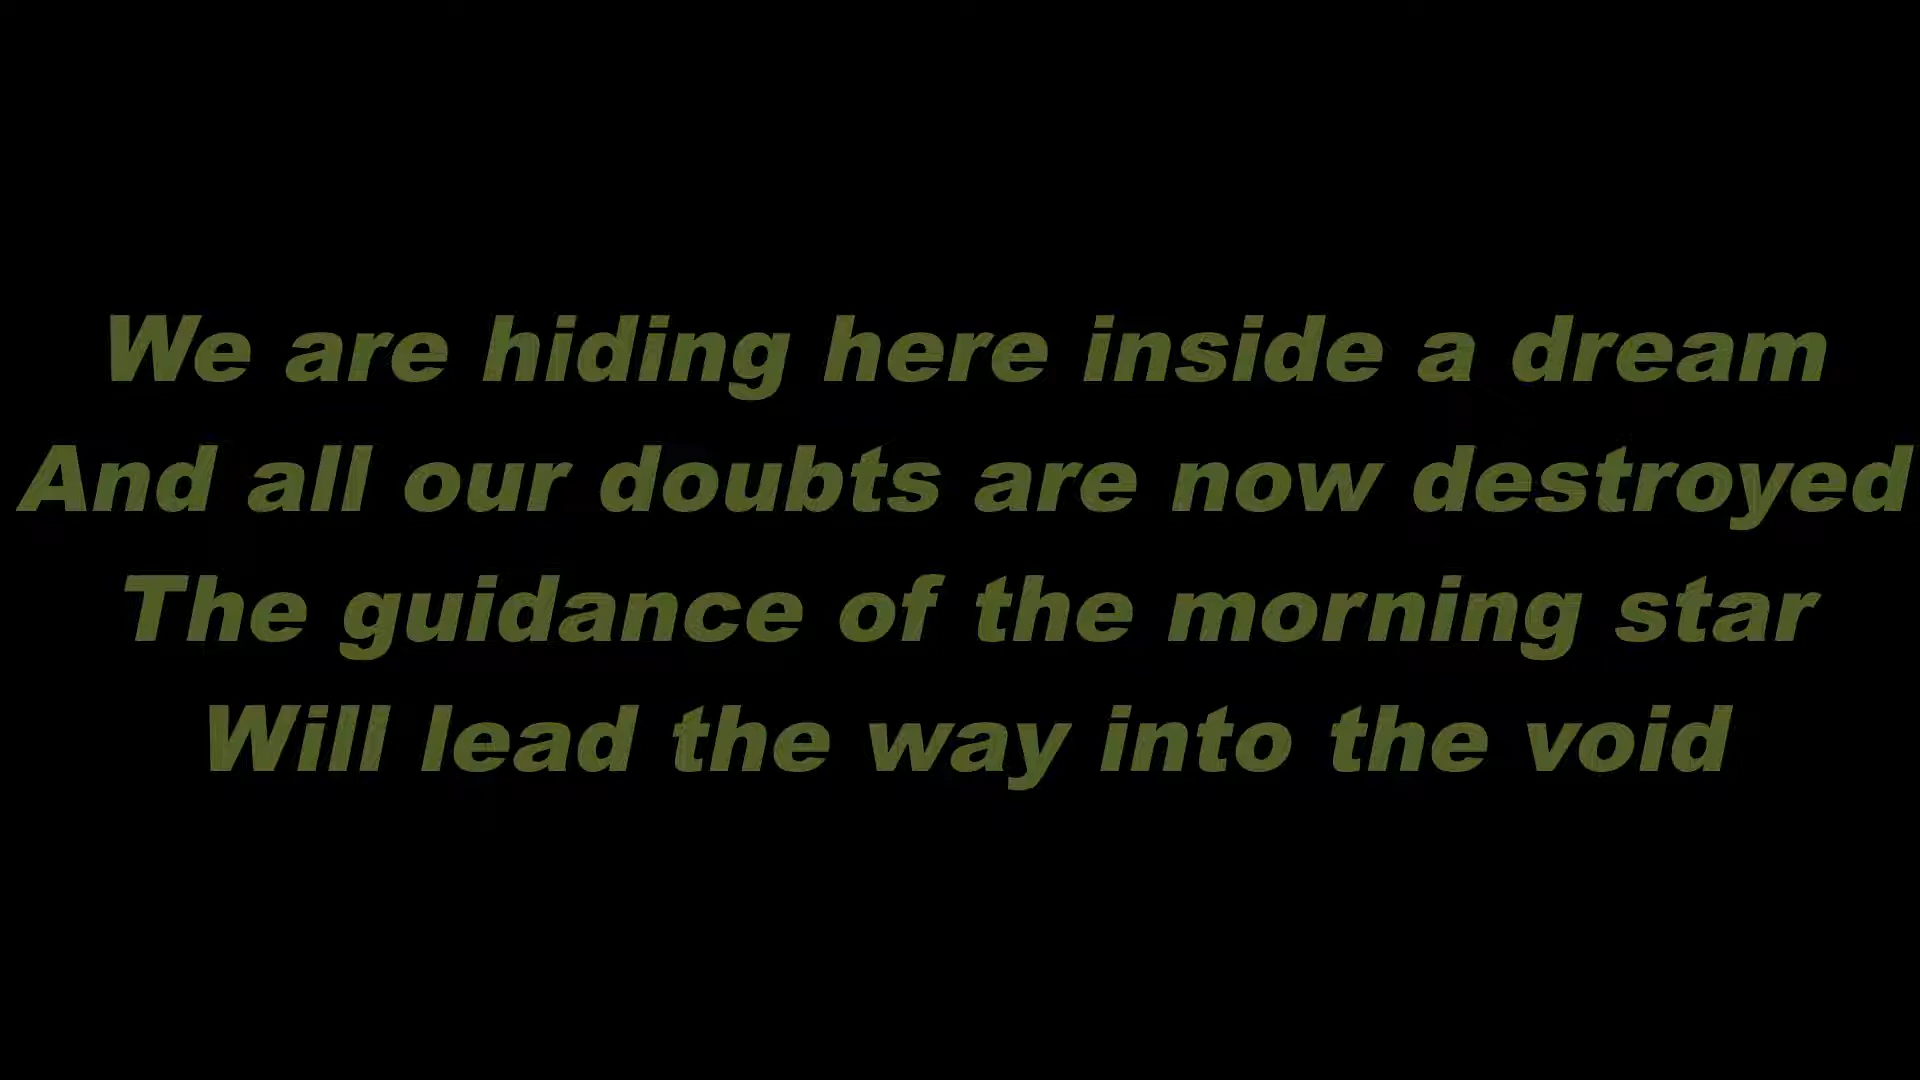 We are hiding here inside a dream
And all our doubts are now destroyed
The guidance of the morning star
Will lead the way into the void